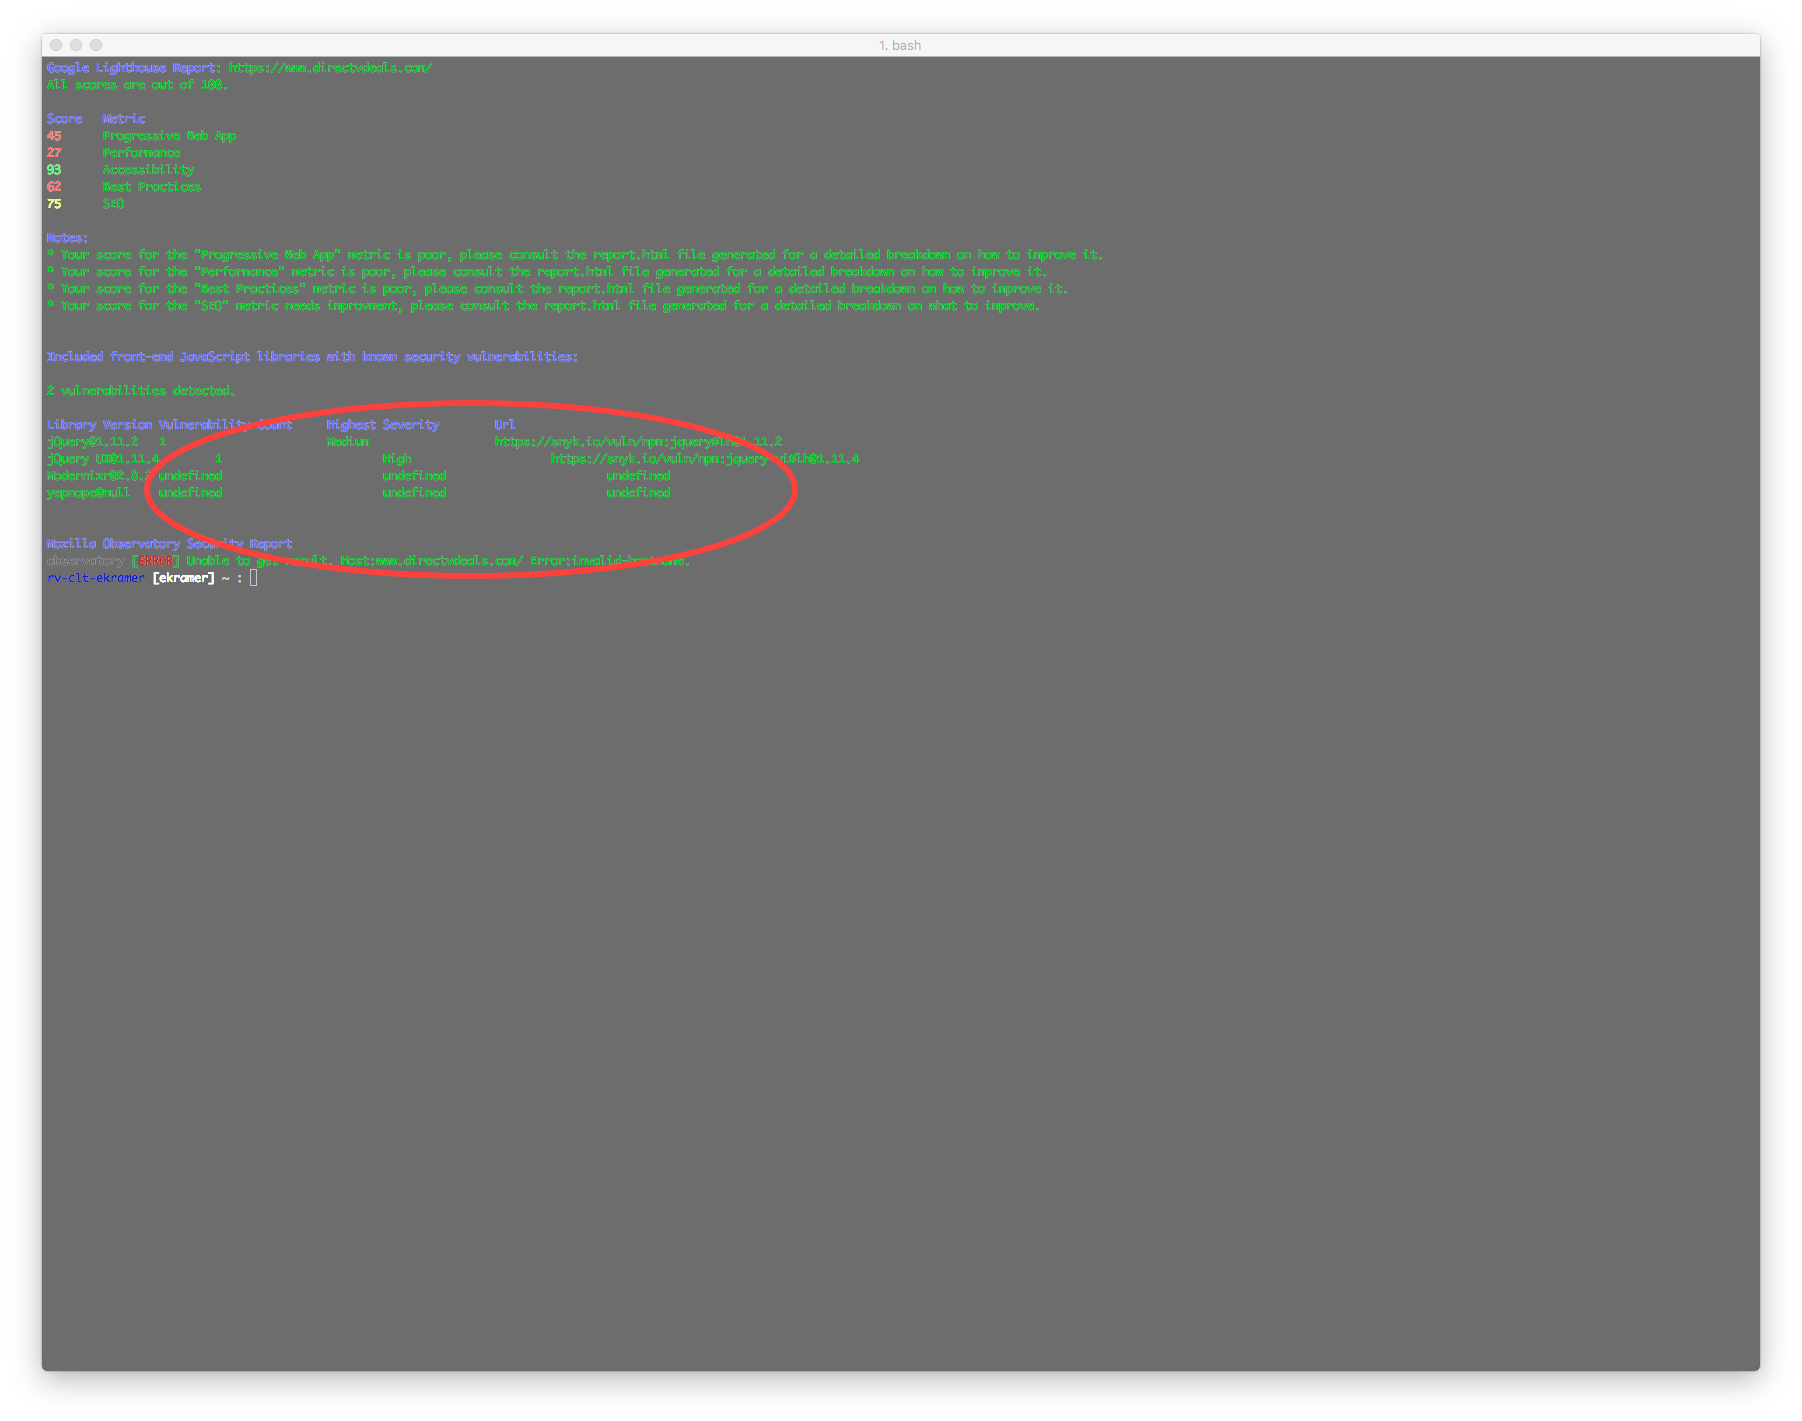 1. bash
Google Lighthouse Report: https://www.directvdeals.com/
All scores are out of 100.
Score Metric
45 Progressive Web App
27 Performance
93 Accessibility
62 Best Practices
75 SEO
Notes:
* Your score for the "Progressive Web App" metric is poor, please consult the report.html file generated for a detailed breakdown on how to improve it.
* Your score for the "Performance" metric is poor, please consult the report.html file generated for a detailed breakdown on how to improve it.
* Your score for the "Best Practices" metric is poor, please consult the report.html file generated for a detailed breakdown on how to improve it.
* Your score for the "SEO" metric needs improvment, please consult the report.html file generated for a detailed breakdown on what to improve.
Included front-end JavaScript libraries with known security vulnerabilities:
2 vulnerabilities detected.
Library Version Vulnerability Count Highest Severity Url
jQuery@1.11.2 1 Medium https://snyk.io/vuln/npm:jquery#lh@1.11.2
jQuery UI@1.11.4 1 High https://snyk.io/vuln/npm:jquery-ui#lh@1.11.4
undefined undefined undefined
yepnope@null undefined undefined undefined
Mozilla Observatory Security Report
observatory [ERROR] Unable to get result. Host:www.directvdeals.com/ Error:invalid-hostname.
rv-clt-ekramer [ekramer] ~ :